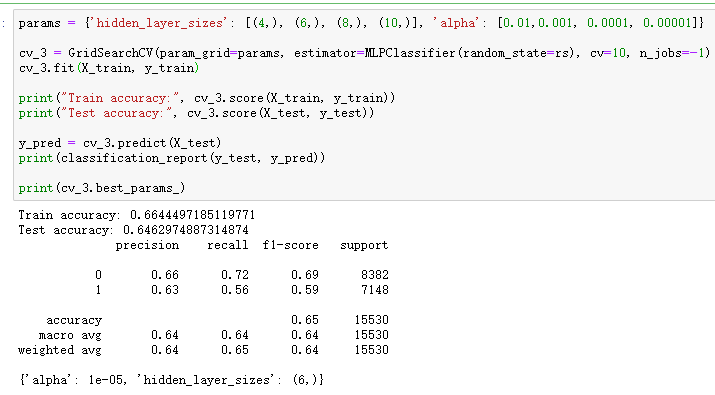 : params = {'hidden_layer_sizes': [(4,), (6,), (8,), (10,)], 'alpha': [0.01,0.001, 0.0001, 0.00001]}
cv_3 = GridSearchCV(param_grid=params, estimator=MLPClassifier(random_state=rs), cv=10, n_jobs=-1)
cv_3.fit(X_train, y_train)
print("Train accuracy:", cv_3.score(X_train, y_train))
print("Test accuracy:", cv_3.score(X_test, y_test))
y_pred = cv_3.predict(X_test)
print(classification_report(y_test, y_pred))
print(cv_3.best_params_)
Train accuracy: 0.6644497185119771
Test accuracy: 0.6462974887314874
precision recall f1-score support
0 0.66 0.72 0.69 8382
1 0.63 0.56 0.59 7148
accuracy 0.65 15530
macro avg 0.64 0.64 0.64 15530
weighted avg 0.64 0.65 0.64 15530
{'alpha': 1e-05, 'hidden_layer_sizes': (6,)}